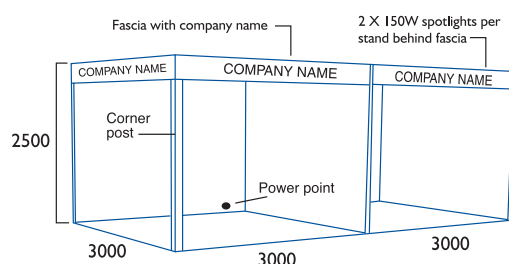 Fascia with company name
2 X 150W spotlights per
stand behind fascia
COMPANY NAME
COMPANY NAME
COMPANY NAME
Corner
post
2500
Power point
3000
3000
3000